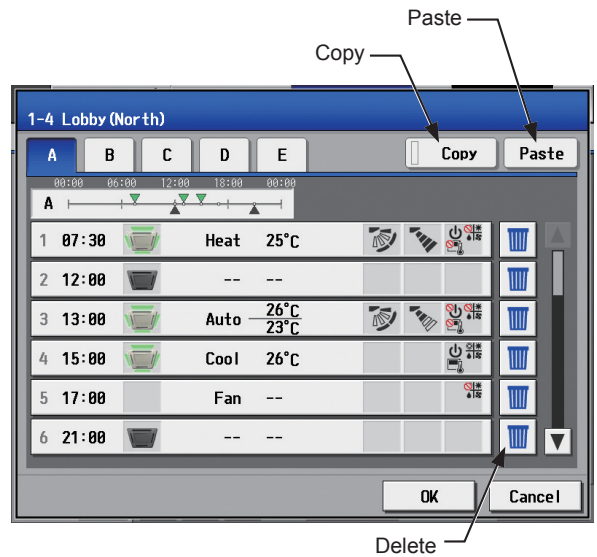 Paste
Copy
1-4 Lobby(North)
A B C D E Copy Paste
00:00 06:00 12:00 18:00 00:00
A
1 07:30 Heat 25°C
2 12:00 -- --
3 13:00 Auto 26°C
23°C
4 15:00 Cool 26°C
5 17:00 Fan --
6 21:00 -- --
OK Cancel
Delete